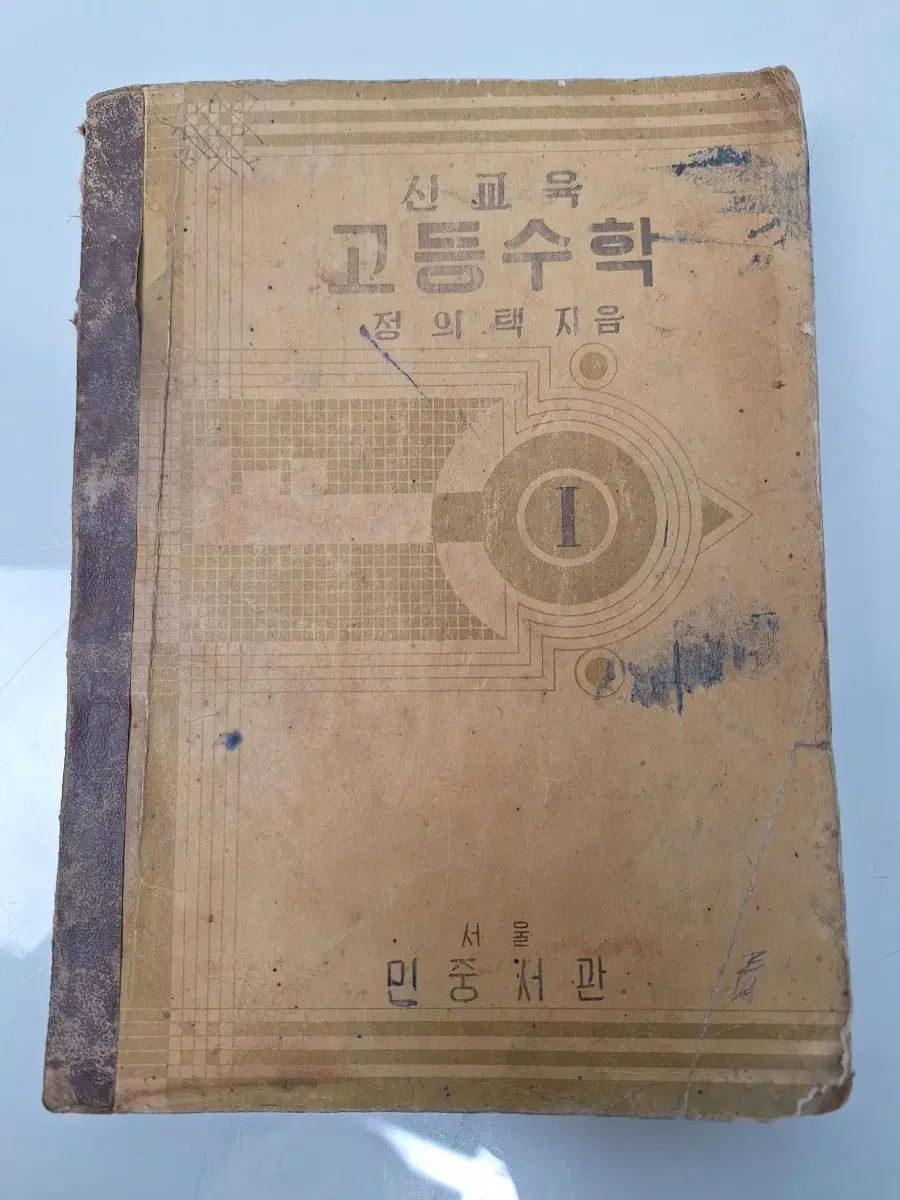 신교육
고등수학
정의택 지음
I
서울
민중서관